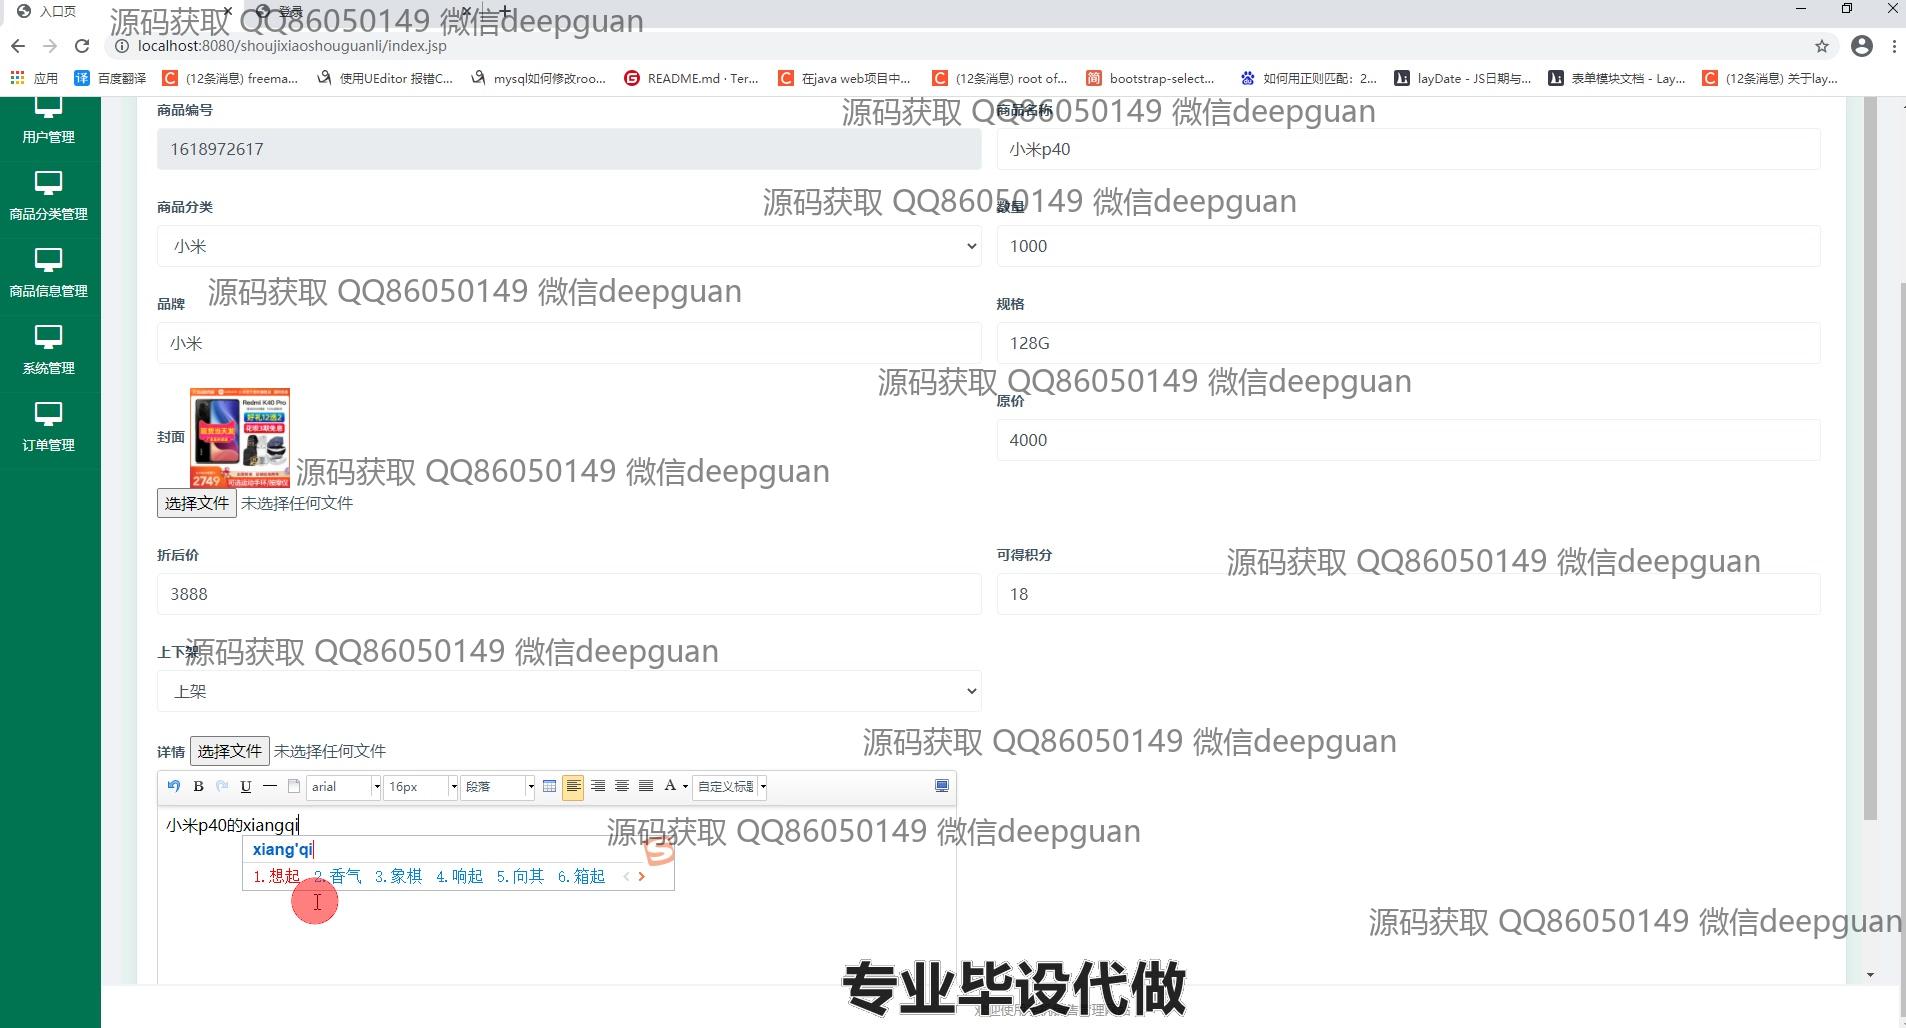 入口页
登录
源码获取 QQ86050149 微信deepguan
localhost:8080/shoujixiaoshouguanli/index.jsp
应用
百度翻译
(12条消息) freema...
使用UEditor 报错C...
mysql如何修改roo...
README.md · Ter...
在java web项目中...
(12条消息) root of...
bootstrap-select...
如何用正则匹配：2...
layDate - JS日期与...
表单模块文档 - Lay...
(12条消息) 关于lay...
用户管理
商品分类管理
商品信息管理
系统管理
订单管理
商品编号
商品名称
源码获取 QQ86050149 微信deepguan
1618972617
小米p40
商品分类
数量
源码获取 QQ86050149 微信deepguan
小米
1000
品牌
源码获取 QQ86050149 微信deepguan
规格
小米
128G
源码获取 QQ86050149 微信deepguan
封面
Redmi K40 Pro
好礼12选2
花呗3期免息
现货当天发
2749
原价
4000
源码获取 QQ86050149 微信deepguan
选择文件 未选择任何文件
折后价
可得积分
源码获取 QQ86050149 微信deepguan
3888
18
上下架
源码获取 QQ86050149 微信deepguan
上架
源码获取 QQ86050149 微信deepguan
详情 选择文件 未选择任何文件
B U arial 16px 段落 A 自定义标题
小米p40的xiangqi
源码获取 QQ86050149 微信deepguan
xiang'qi
1.想起 2.香气 3.象棋 4.响起 5.向其 6.箱起
源码获取 QQ86050149 微信deepguan
专业毕设代做